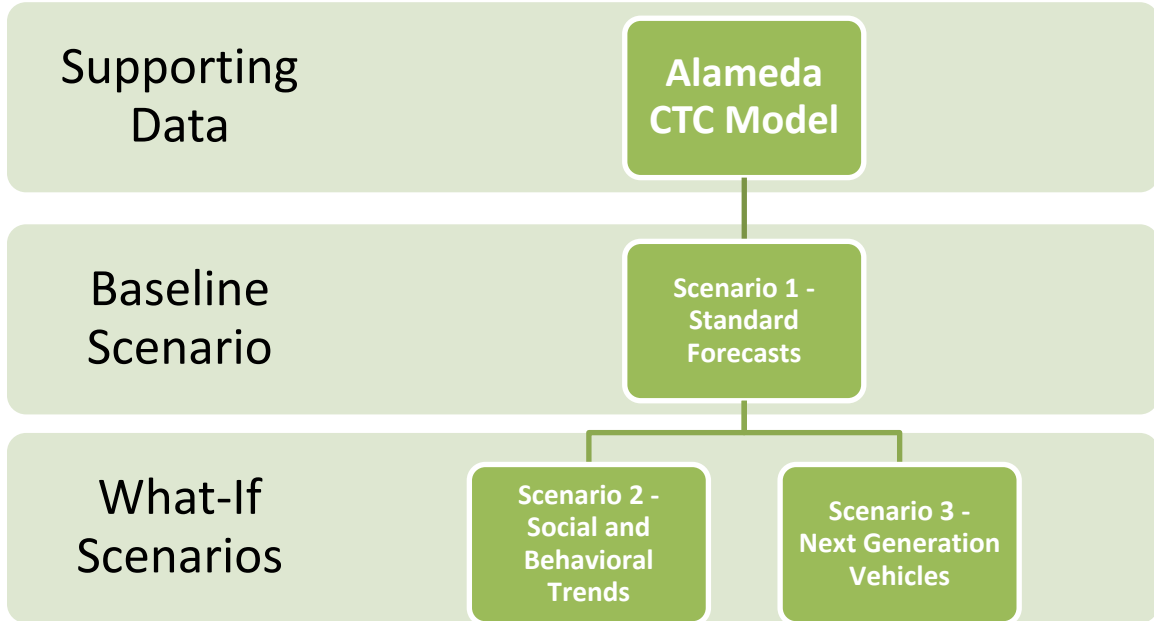 Supporting
Data
Alameda
CTC Model
Baseline
Scenario
Scenario 1 -
Standard
Forecasts
What-If
Scenarios
Scenario 2 -
Social and
Behavioral
Trends
Scenario 3 -
Next Generation
Vehicles